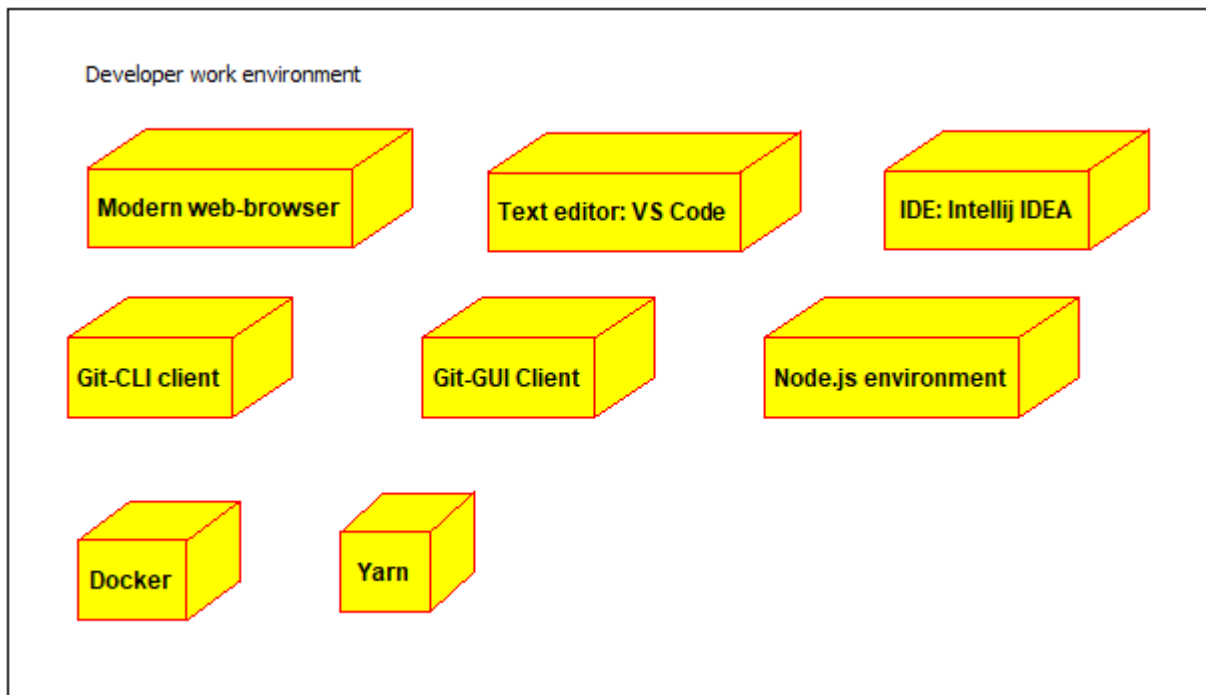 Developer work environment
Modern web-browser
Text editor: VS Code
IDE: Intellij IDEA
Git-CLI client
Git-GUI Client
Node.js environment
Docker
Yarn